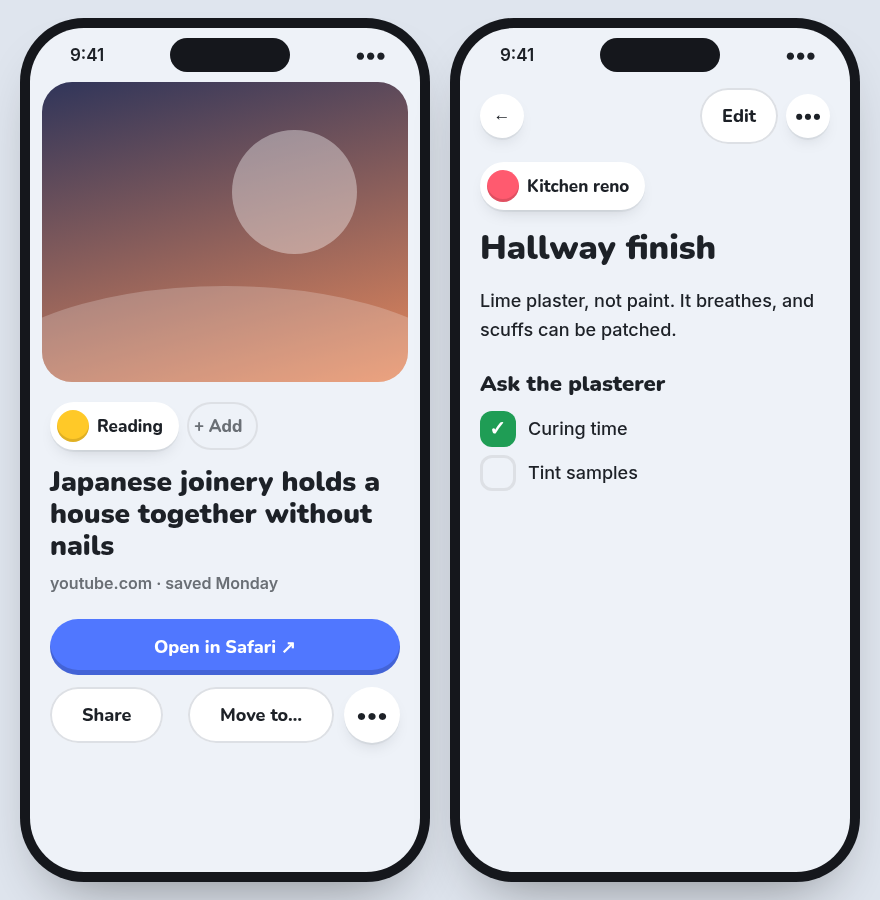 9:41
Reading
+ Add
Japanese joinery holds a
house together without
nails
youtube.com · saved Monday
Open in Safari ↗
Share
Move to...
9:41
←
Edit
Kitchen reno
Hallway finish
Lime plaster, not paint. It breathes, and
scuffs can be patched.
Ask the plasterer
✓ Curing time
Tint samples